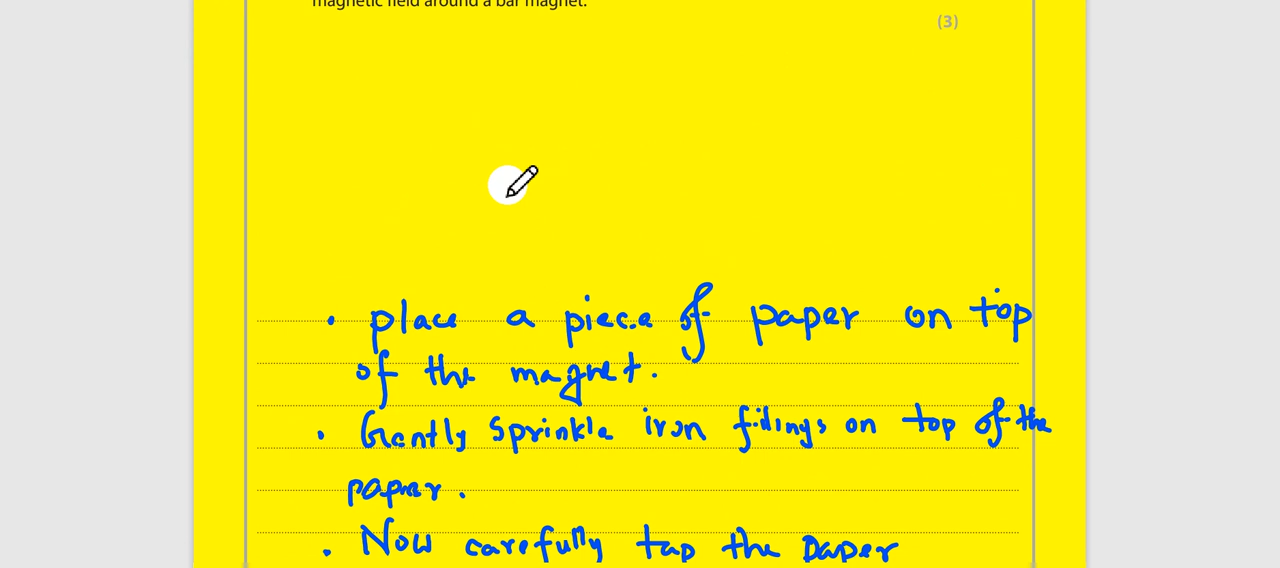 magnetic field around a bar magnet.
(3)
• place a piece of paper on top
of the magnet.
• Gently sprinkle iron filings on top of the
paper.
• Now carefully tap the paper